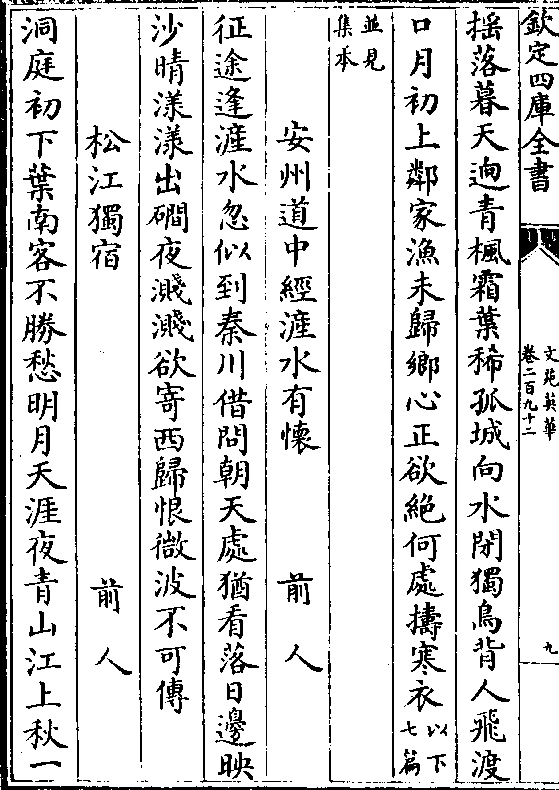 欽定四庫全書
文苑英華
卷二百九十二
九
揺落暮天迥青楓霜葉稀孤城向水閉獨鳥背人飛渡
口月初上鄰家漁未歸鄉心正欲絶何處擣寒衣以下
七篇
並見
集本
安州道中經漄水有懷 前人
征途逢漄水忽似到秦川借問朝天處猶看落日邊映
沙晴漾漾出磵夜濺濺欲寄西歸恨微波不可傳
松江獨宿 前人
洞庭初下葉南客不勝愁明月天涯夜青山江上秋一